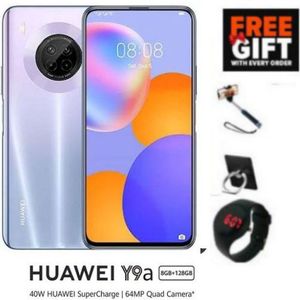 08:08
FREE
GIFT
WITH EVERY ORDER
HUAWEI
HUAWEI Y9a 8GB+128GB
40W HUAWEI SuperCharge | 64MP Quad Camera*